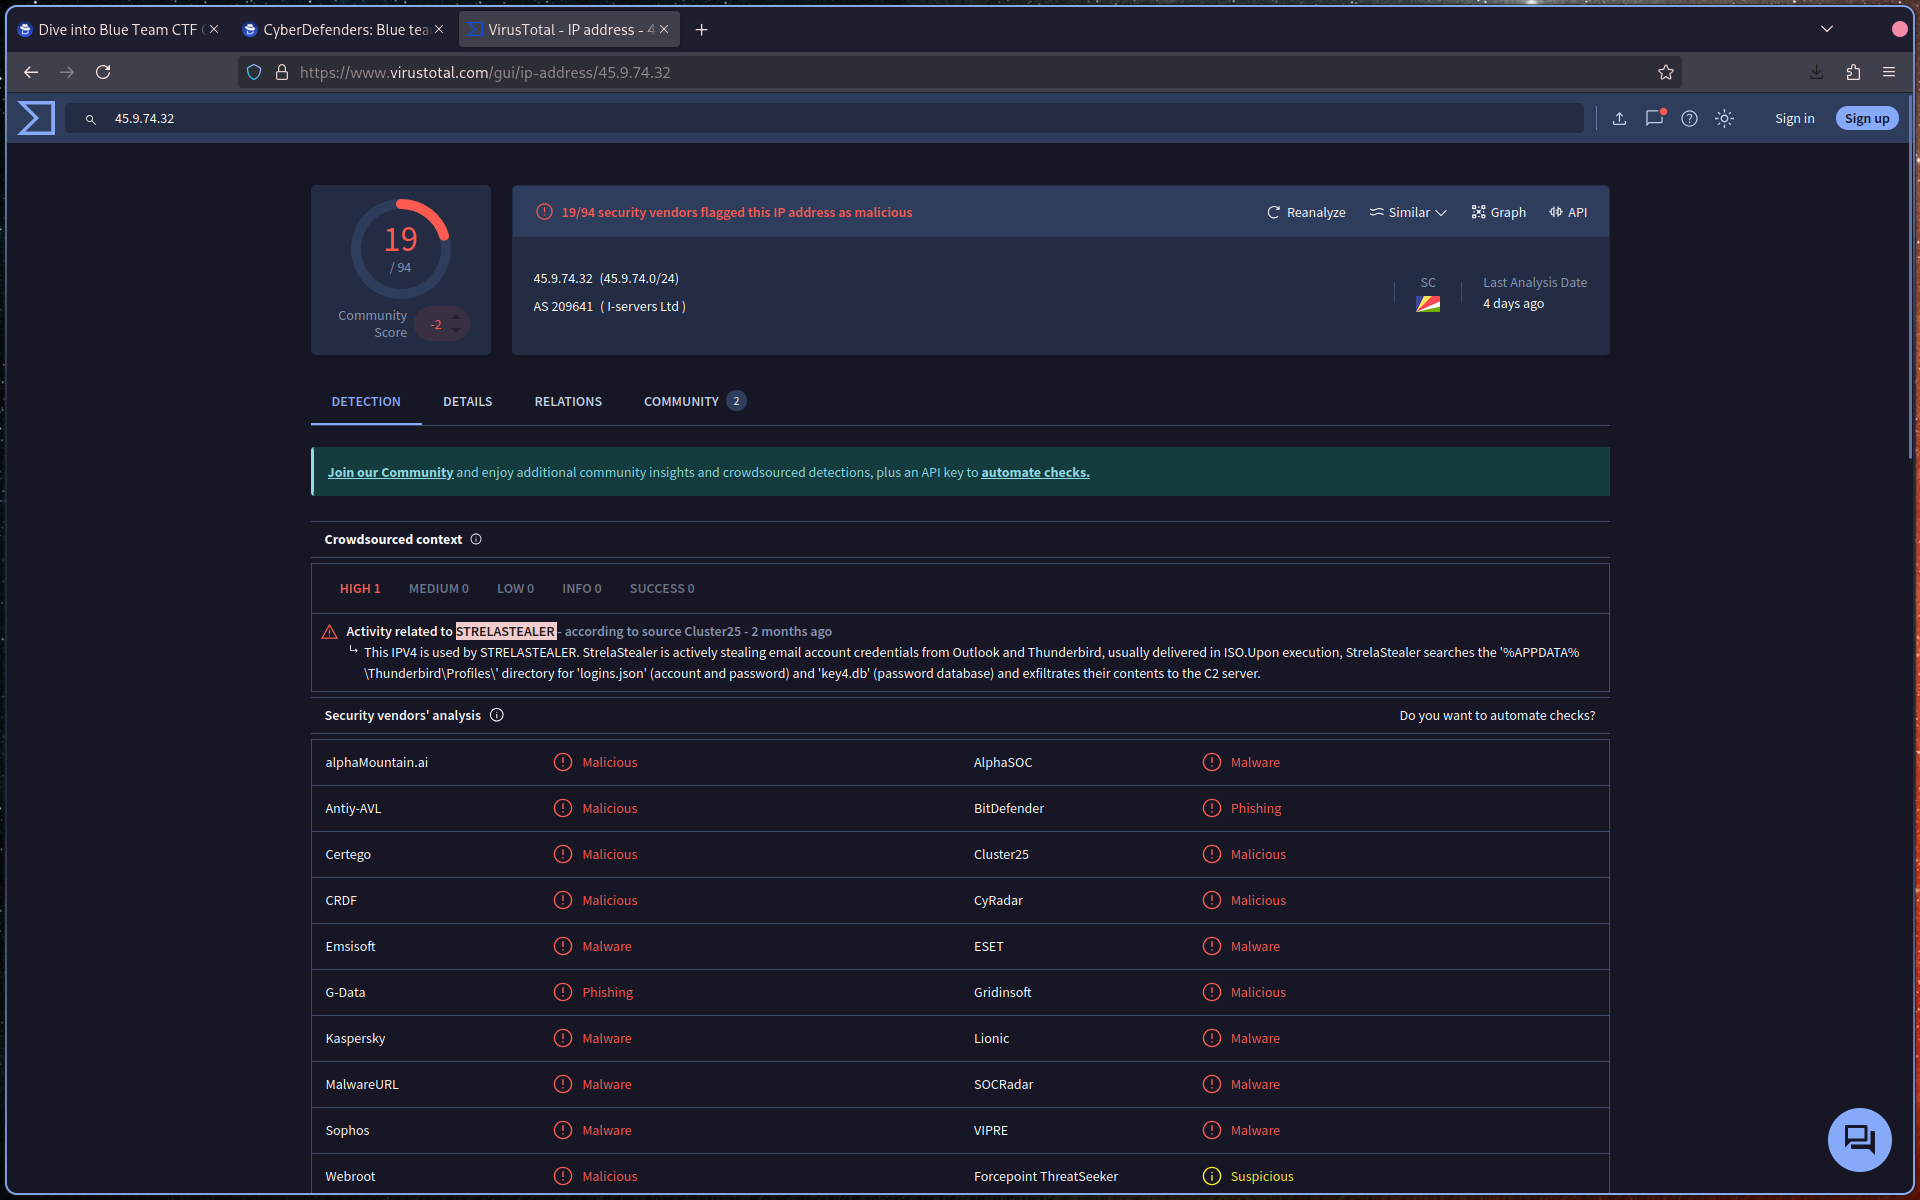 Dive into Blue Team CTF
CyberDefenders: Blue tea
VirusTotal - IP address - 4
https://www.virustotal.com/gui/ip-address/45.9.74.32
45.9.74.32
Sign in
Sign up
19
/ 94
Community
Score
-2
19/94 security vendors flagged this IP address as malicious
Reanalyze
Similar
Graph
API
45.9.74.32 (45.9.74.0/24)
AS 209641 ( I-servers Ltd )
SC
Last Analysis Date
4 days ago
DETECTION
DETAILS
RELATIONS
COMMUNITY
2
Join our Community and enjoy additional community insights and crowdsourced detections, plus an API key to automate checks.
Crowdsourced context
HIGH 1
MEDIUM 0
LOW 0
INFO 0
SUCCESS 0
Activity related to STRELASTEALER - according to source Cluster25 - 2 months ago
This IPV4 is used by STRELASTEALER. StrelaStealer is actively stealing email account credentials from Outlook and Thunderbird, usually delivered in ISO.Upon execution, StrelaStealer searches the '%APPDATA%
\Thunderbird\Profiles\' directory for 'logins.json' (account and password) and 'key4.db' (password database) and exfiltrates their contents to the C2 server.
Security vendors' analysis
Do you want to automate checks?
alphaMountain.ai
Malicious
AlphaSOC
Malware
Antiy-AVL
Malicious
BitDefender
Phishing
Certego
Malicious
Cluster25
Malicious
CRDF
Malicious
CyRadar
Malicious
Emsisoft
Malware
ESET
Malware
G-Data
Phishing
Gridinsoft
Malicious
Kaspersky
Malware
Lionic
Malware
MalwareURL
Malware
SOCRadar
Malware
Sophos
Malware
VIPRE
Malware
Webroot
Malicious
Forcepoint ThreatSeeker
Suspicious